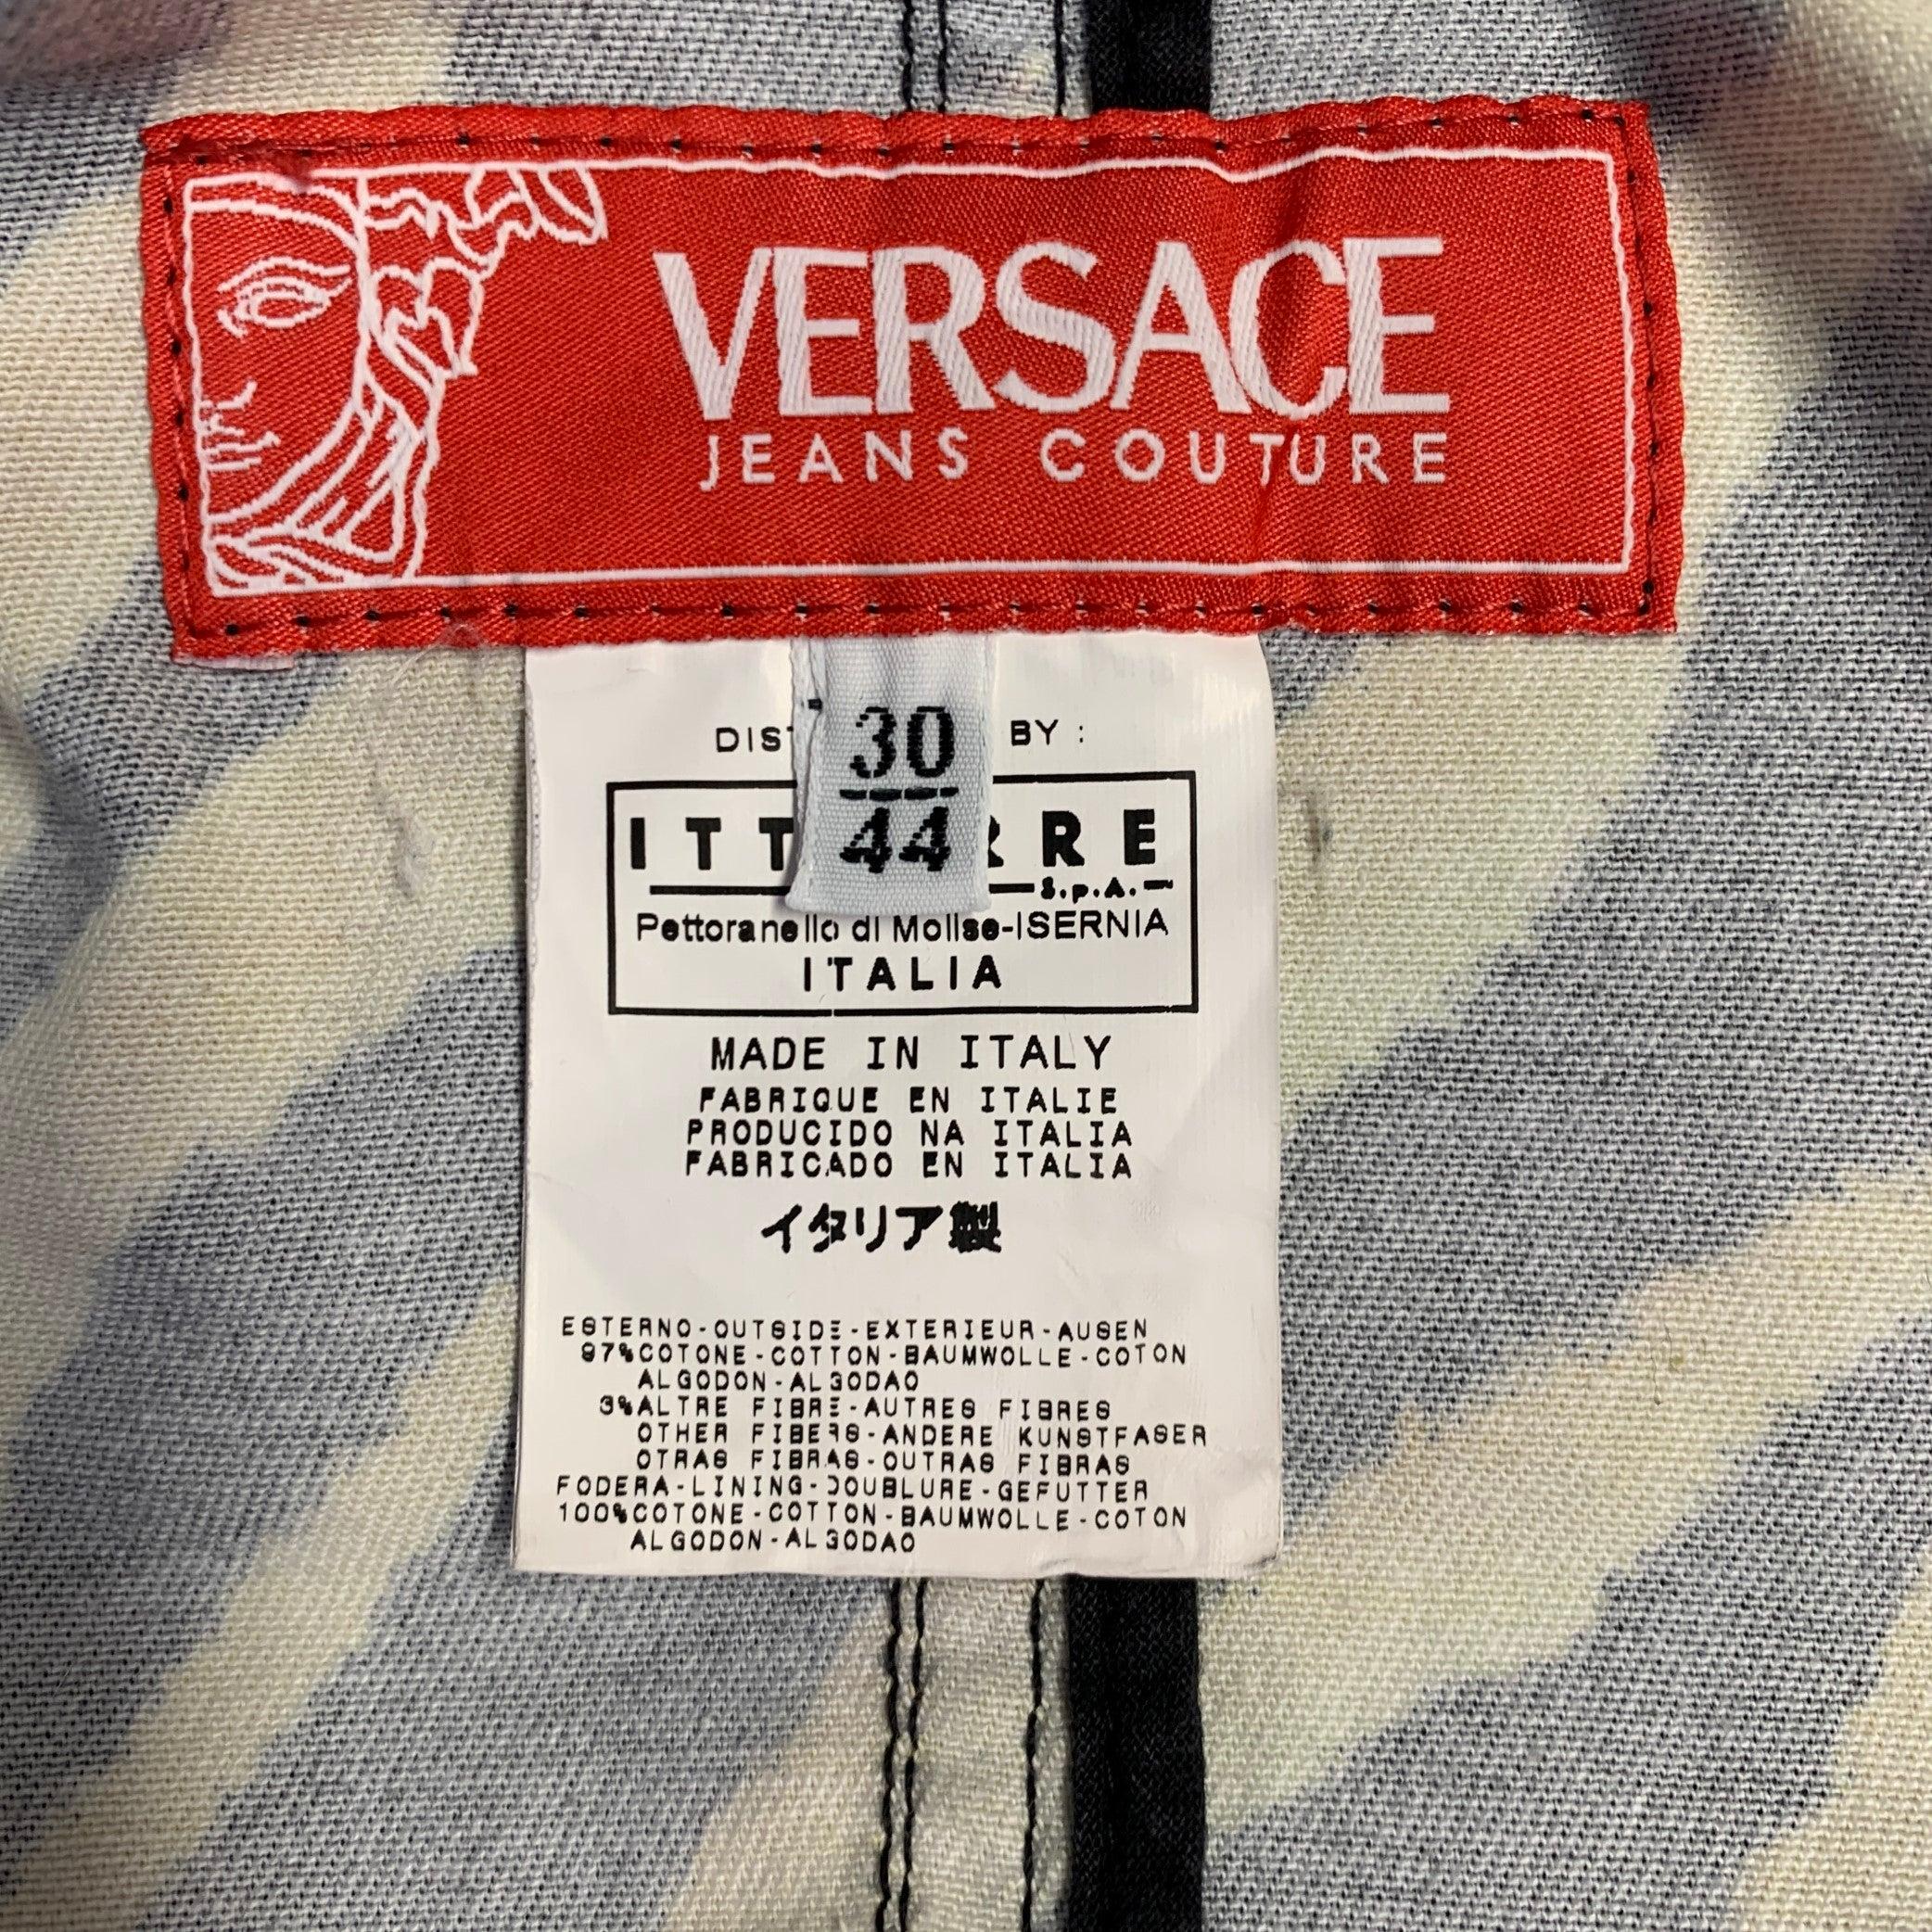 VERSACE
JEANS COUTURE
30
44
BY :
S.p.A.
Pettoranello di Molise-ISERNIA
ITALIA
MADE IN ITALY
FABRIQUE EN ITALIE
PRODUCIDO NA ITALIA
FABRICADO EN ITALIA
イタリア製
ESTERNO-OUTSIDE-EXTERIEUR-AUSEN
97%COTONE-COTTON-BAUMWOLLE-COTON
ALGODON-ALGODAO
3%ALTRE FIBRE-AUTRES FIBRES
OTHER FIBERS-ANDERE KUNSTFASER
OTRAS FIBRAS-OUTRAS FIBRAS
FODERA-LINING-DOUBLURE-GEFUTTER
100%COTONE-COTTON-BAUMWOLLE-COTON
ALGODON-ALGODAO